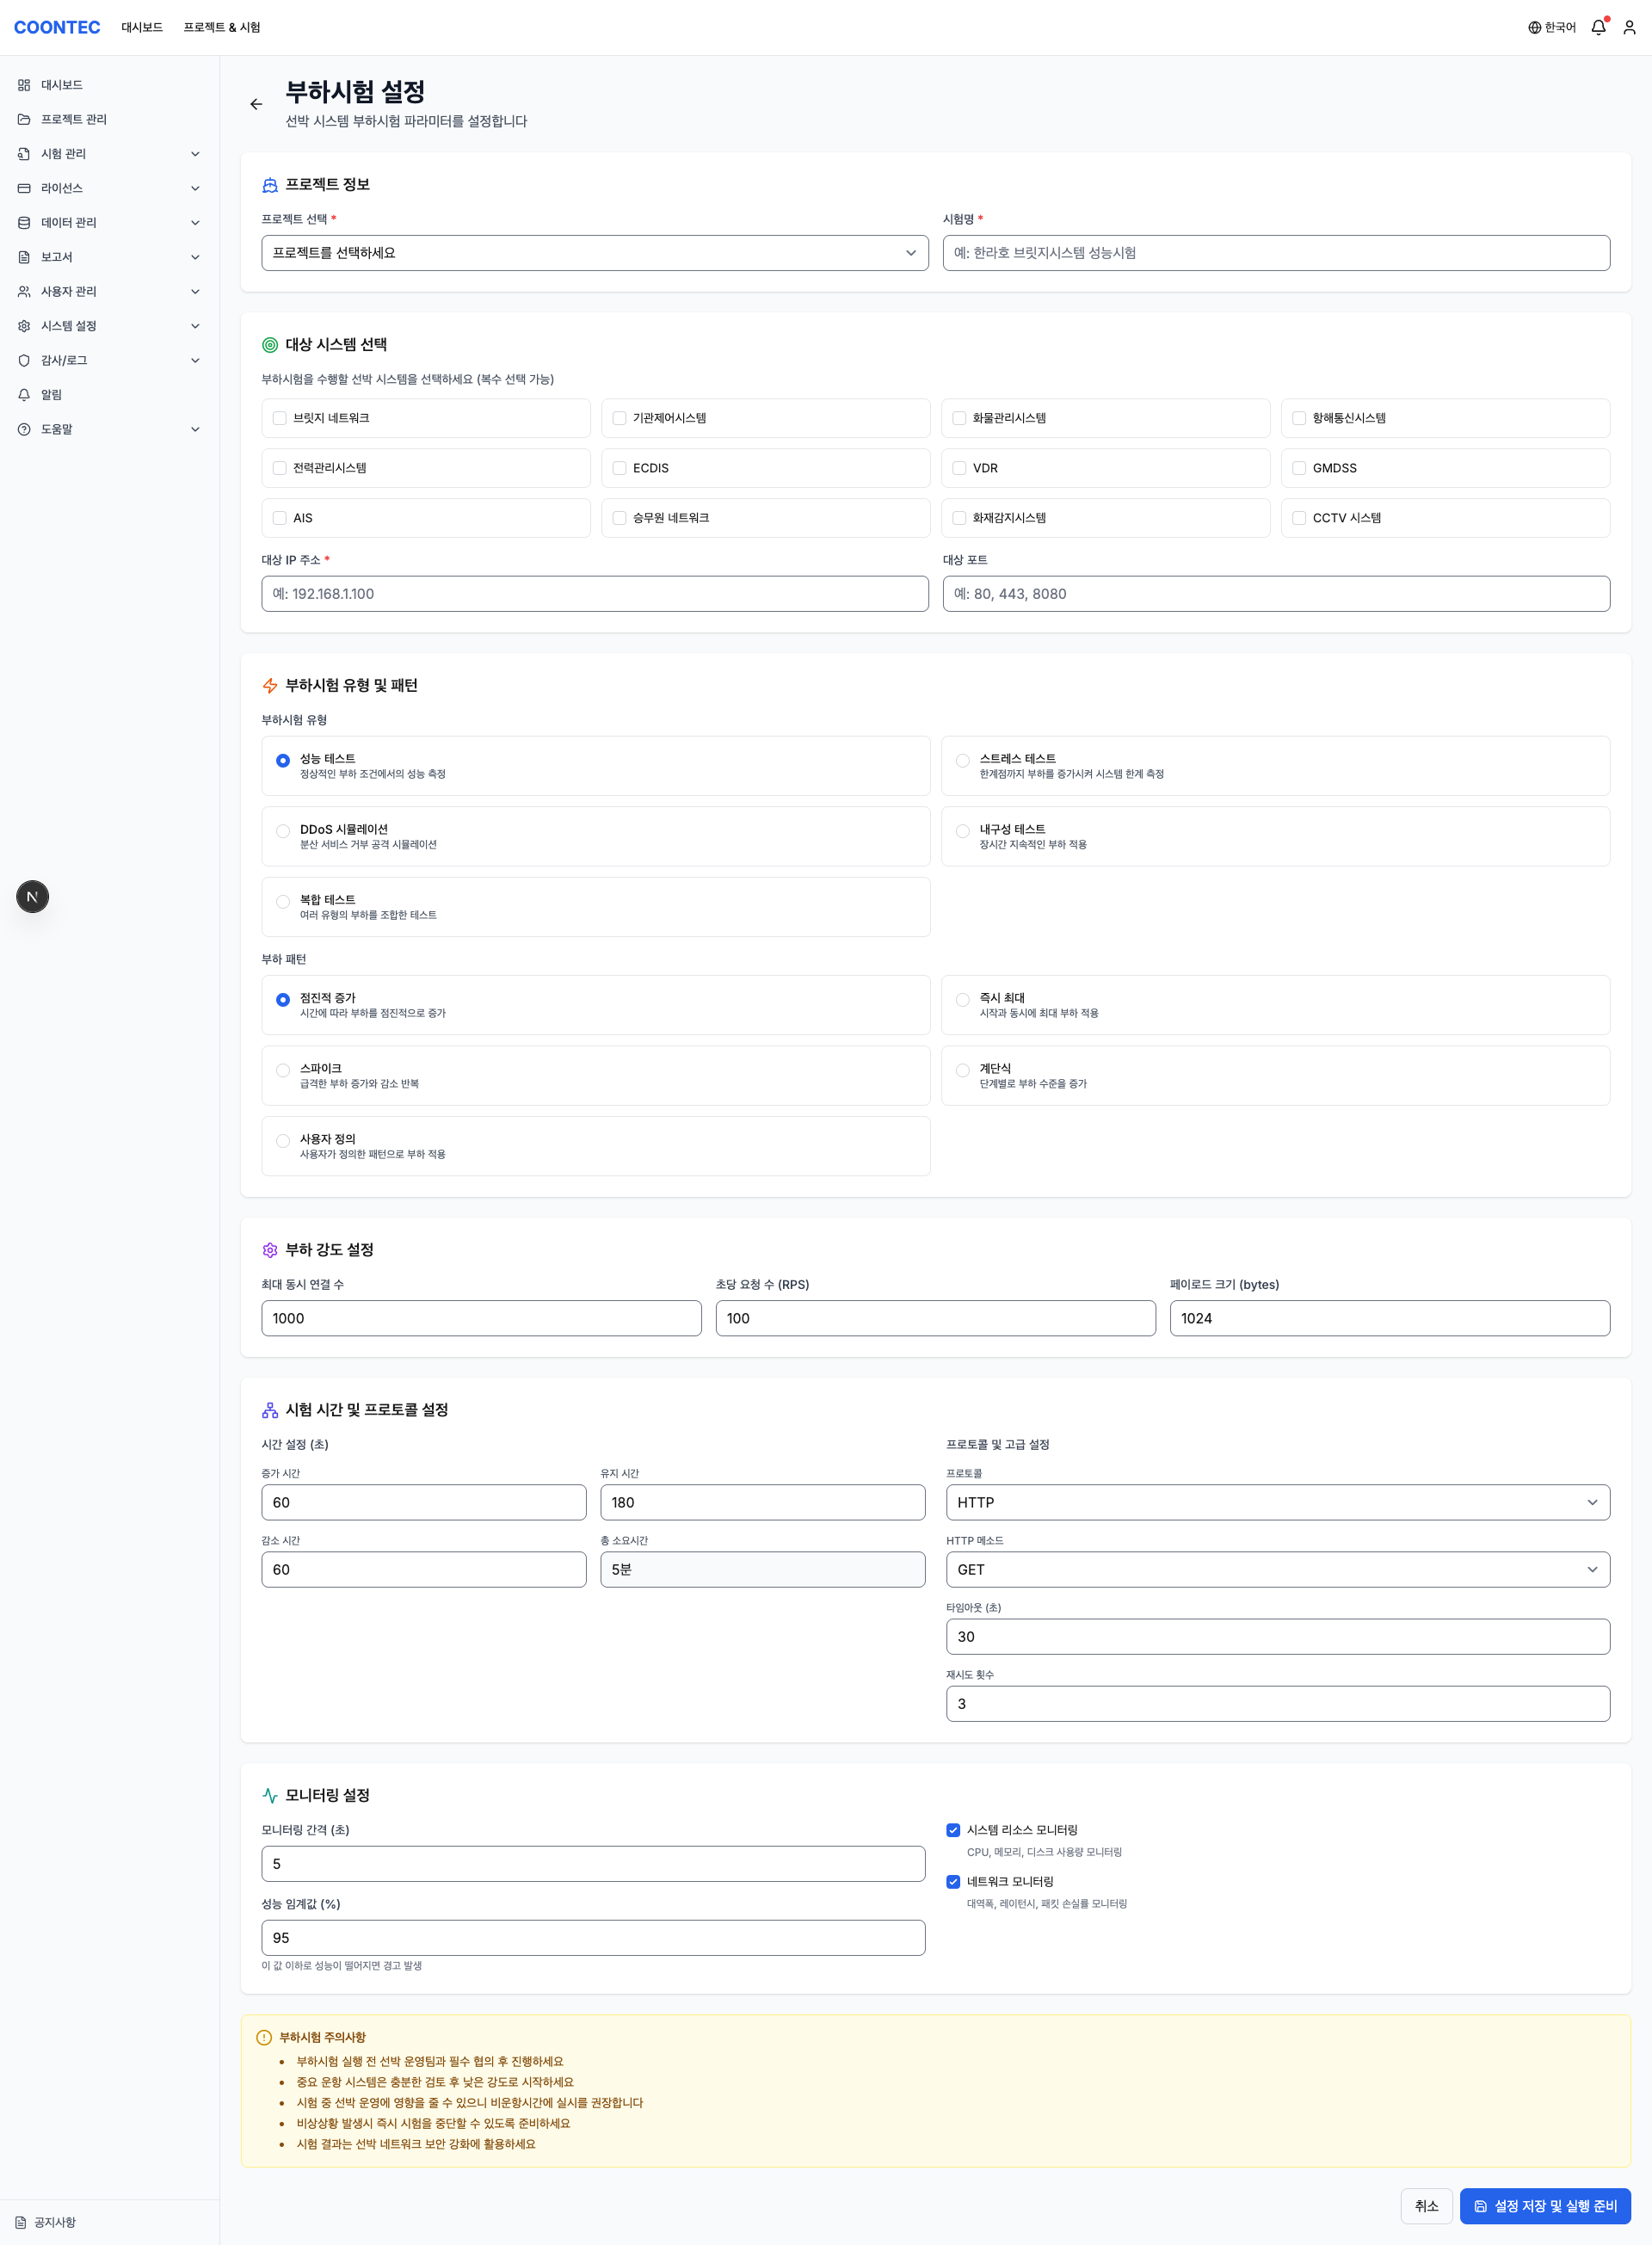 COONTEC 대시보드 프로젝트 & 시험 한국어
대시보드
프로젝트 관리
시험 관리
라이선스
데이터 관리
보고서
사용자 관리
시스템 설정
감사/로그
알림
도움말
공지사항
N
부하시험 설정
선박 시스템 부하시험 파라미터를 설정합니다
프로젝트 정보
프로젝트 선택 * 시험명 *
프로젝트를 선택하세요 예: 한라호 브릿지시스템 성능시험
대상 시스템 선택
부하시험을 수행할 선박 시스템을 선택하세요 (복수 선택 가능)
브릿지 네트워크 기관제어시스템 화물관리시스템 항해통신시스템
전력관리시스템 ECDIS VDR GMDSS
AIS 승무원 네트워크 화재감지시스템 CCTV 시스템
대상 IP 주소 * 대상 포트
예: 192.168.1.100 예: 80, 443, 8080
부하시험 유형 및 패턴
부하시험 유형
성능 테스트
정상적인 부하 조건에서의 성능 측정
스트레스 테스트
한계점까지 부하를 증가시켜 시스템 한계 측정
DDoS 시뮬레이션
분산 서비스 거부 공격 시뮬레이션
내구성 테스트
장시간 지속적인 부하 적용
복합 테스트
여러 유형의 부하를 조합한 테스트
부하 패턴
점진적 증가
시간에 따라 부하를 점진적으로 증가
즉시 최대
시작과 동시에 최대 부하 적용
스파이크
급격한 부하 증가와 감소 반복
계단식
단계별로 부하 수준을 증가
사용자 정의
사용자가 정의한 패턴으로 부하 적용
부하 강도 설정
최대 동시 연결 수 초당 요청 수 (RPS) 페이로드 크기 (bytes)
1000 100 1024
시험 시간 및 프로토콜 설정
시간 설정 (초)
증가 시간 유지 시간
60 180
감소 시간 총 소요시간
60 5분
프로토콜 및 고급 설정
프로토콜
HTTP
HTTP 메소드
GET
타임아웃 (초)
30
재시도 횟수
3
모니터링 설정
모니터링 간격 (초)
5
성능 임계값 (%)
95
이 값 이하로 성능이 떨어지면 경고 발생
시스템 리소스 모니터링
CPU, 메모리, 디스크 사용량 모니터링
네트워크 모니터링
대역폭, 레이턴시, 패킷 손실률 모니터링
부하시험 주의사항
• 부하시험 실행 전 선박 운영팀과 필수 협의 후 진행하세요
• 중요 운항 시스템은 충분한 검토 후 낮은 강도로 시작하세요
• 시험 중 선박 운영에 영향을 줄 수 있으니 비운항시간에 실시를 권장합니다
• 비상상황 발생시 즉시 시험을 중단할 수 있도록 준비하세요
• 시험 결과는 선박 네트워크 보안 강화에 활용하세요
취소 설정 저장 및 실행 준비